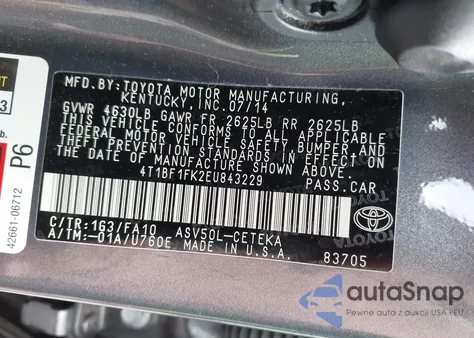 MFD.BY:TOYOTA MOTOR MANUFACTURING,
KENTUCKY, INC.07/14
GVWR 4630LB GAWR FR 2625LB RR 2625LB
THIS VEHICLE CONFORMS TO ALL APPLICABLE
FEDERAL MOTOR VEHICLE SAFETY, BUMPER AND
THEFT PREVENTION STANDARDS IN EFFECT ON
THE DATE OF MANUFACTURE SHOWN ABOVE.
4T1BF1FK2EU843229 PASS.CAR
C/TR:1G3/FA10 ASV50L-CETEKA
A/TM:-01A/U760E MADE IN U.S.A. 83705
TOYOTA
42661-06712
P6
3
b.
autoSnap
Pewne auta z USA i EU